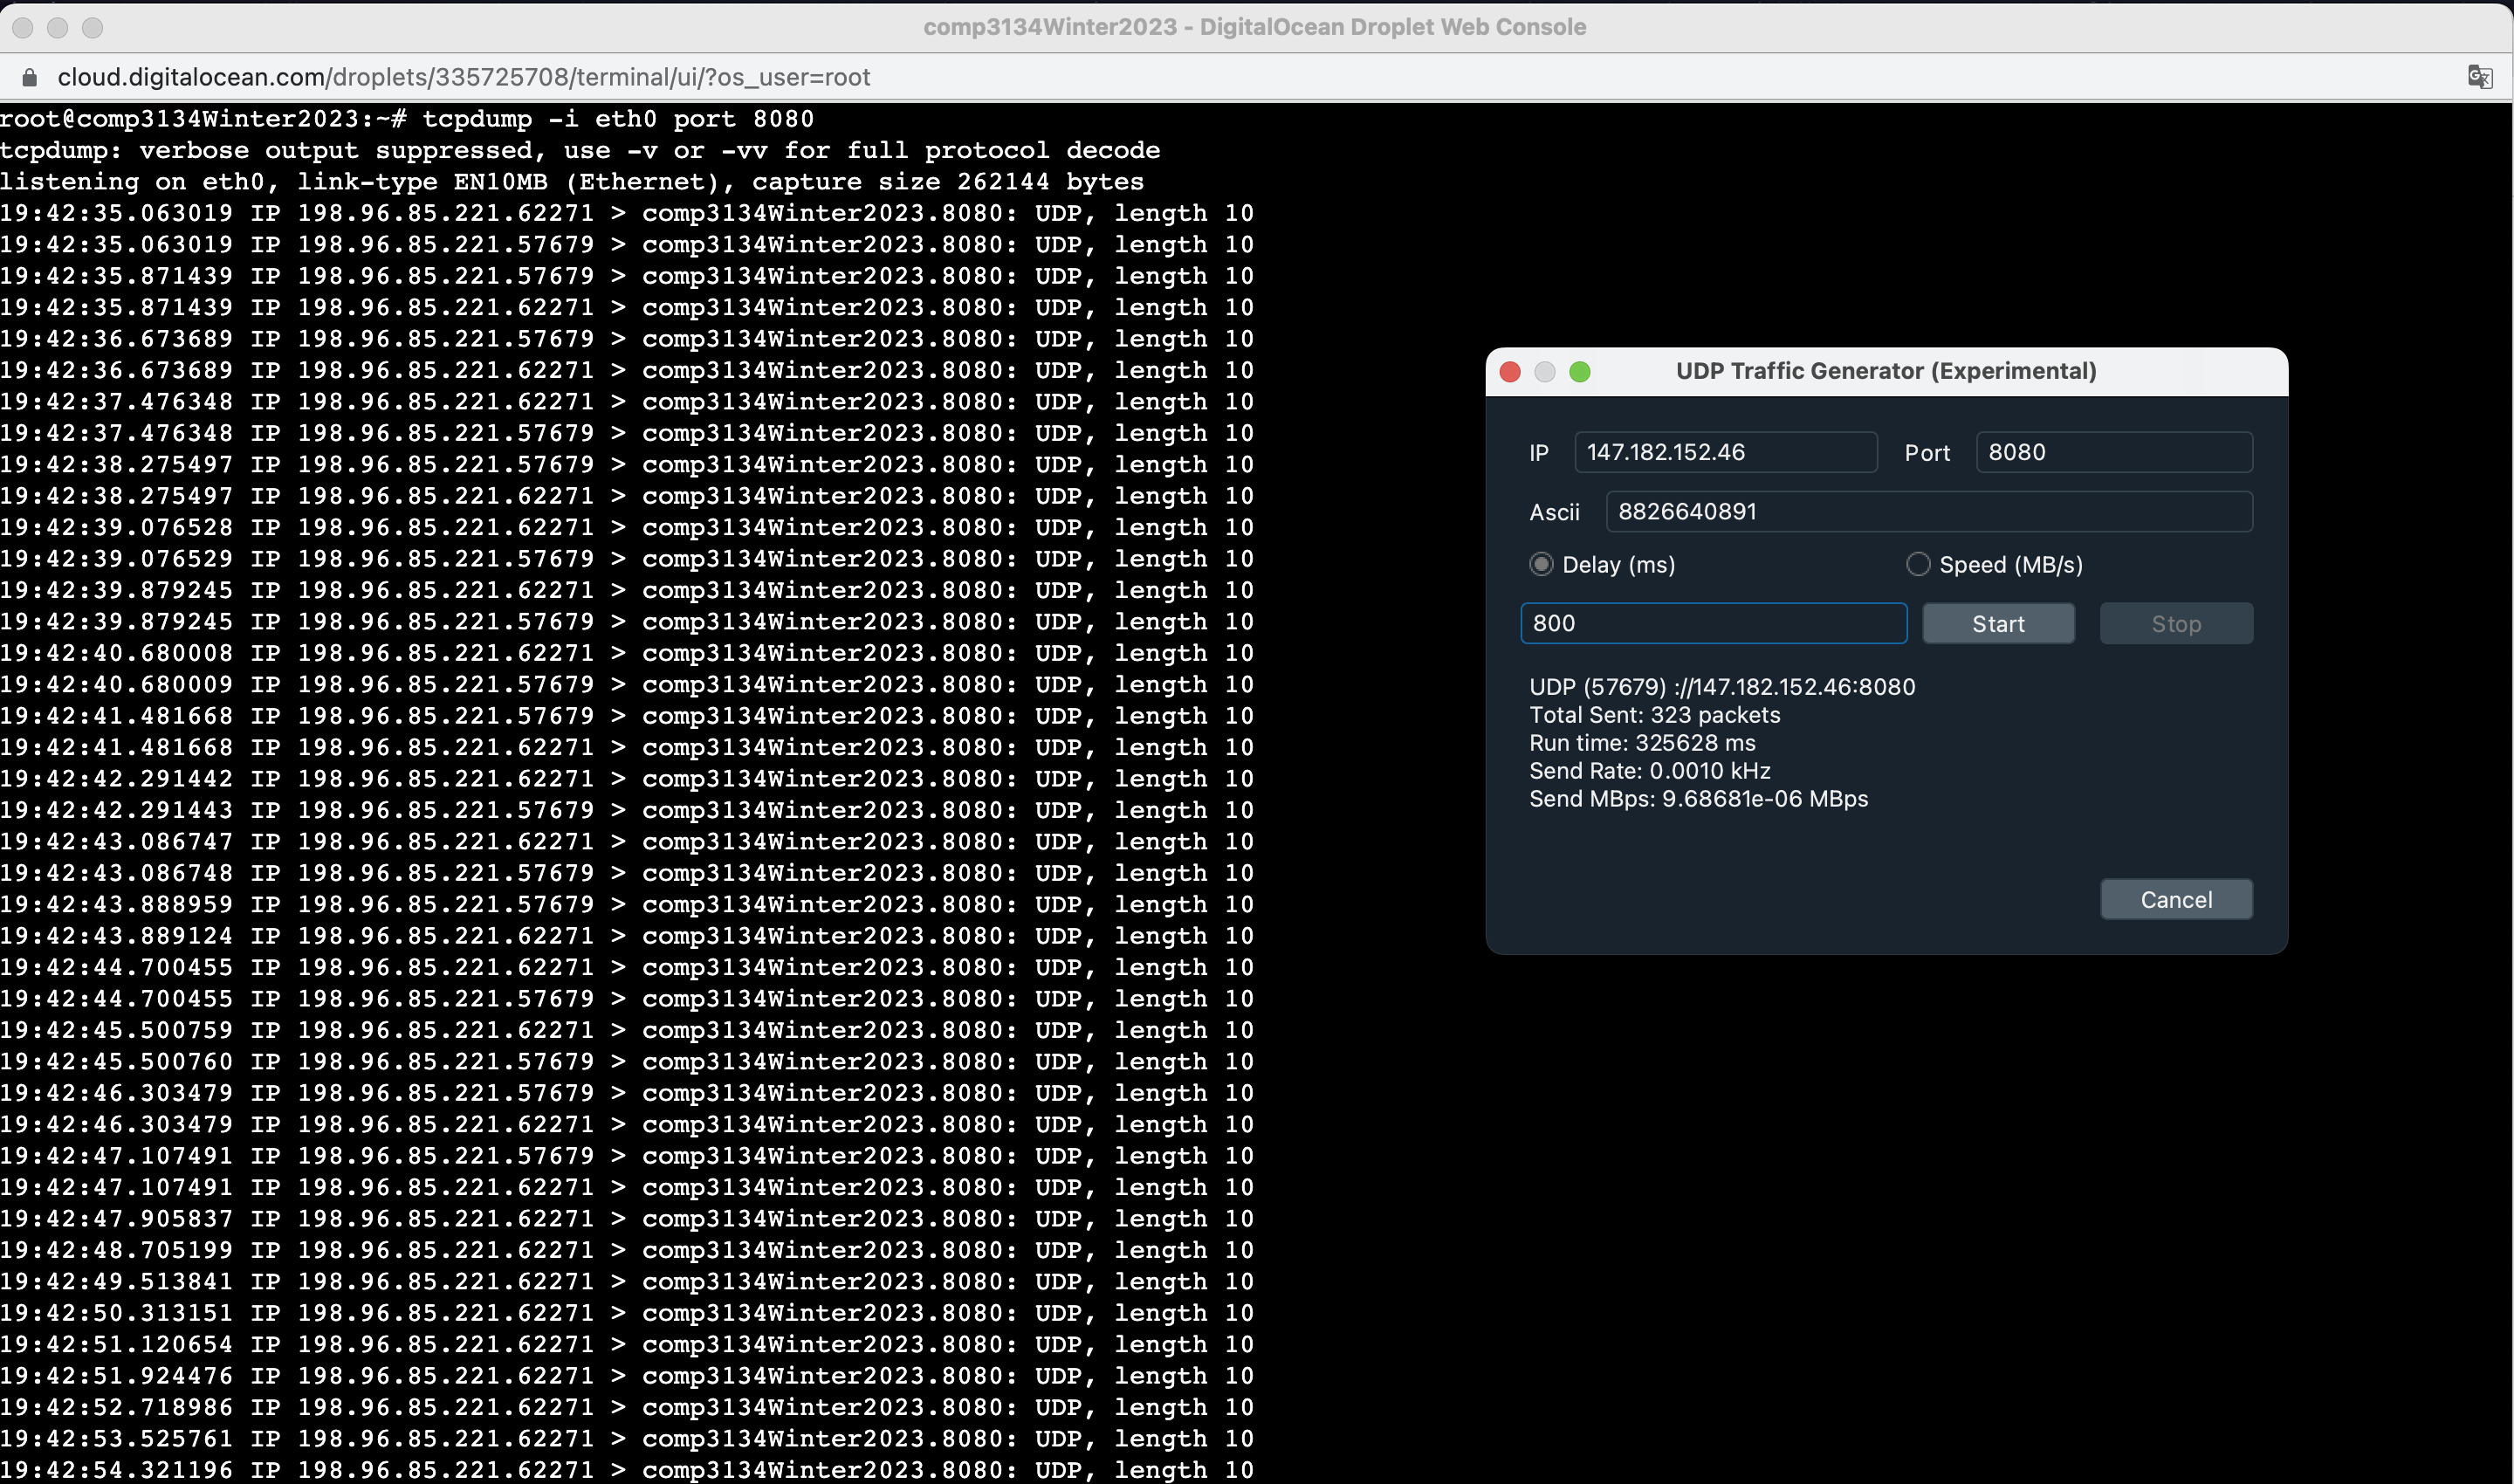 comp3134Winter2023 - DigitalOcean Droplet Web Console
cloud.digitalocean.com/droplets/335725708/terminal/ui/?os_user=root
root@comp3134Winter2023:~# tcpdump -i eth0 port 8080
tcpdump: verbose output suppressed, use -v or -vv for full protocol decode
listening on eth0, link-type EN10MB (Ethernet), capture size 262144 bytes
19:42:35.063019 IP 198.96.85.221.62271 > comp3134Winter2023.8080: UDP, length 10
19:42:35.063019 IP 198.96.85.221.57679 > comp3134Winter2023.8080: UDP, length 10
19:42:35.871439 IP 198.96.85.221.57679 > comp3134Winter2023.8080: UDP, length 10
19:42:35.871439 IP 198.96.85.221.62271 > comp3134Winter2023.8080: UDP, length 10
19:42:36.673689 IP 198.96.85.221.57679 > comp3134Winter2023.8080: UDP, length 10
19:42:36.673689 IP 198.96.85.221.62271 > comp3134Winter2023.8080: UDP, length 10
19:42:37.476348 IP 198.96.85.221.62271 > comp3134Winter2023.8080: UDP, length 10
19:42:37.476348 IP 198.96.85.221.57679 > comp3134Winter2023.8080: UDP, length 10
19:42:38.275497 IP 198.96.85.221.57679 > comp3134Winter2023.8080: UDP, length 10
19:42:38.275497 IP 198.96.85.221.62271 > comp3134Winter2023.8080: UDP, length 10
19:42:39.076528 IP 198.96.85.221.62271 > comp3134Winter2023.8080: UDP, length 10
19:42:39.076529 IP 198.96.85.221.57679 > comp3134Winter2023.8080: UDP, length 10
19:42:39.879245 IP 198.96.85.221.62271 > comp3134Winter2023.8080: UDP, length 10
19:42:39.879245 IP 198.96.85.221.57679 > comp3134Winter2023.8080: UDP, length 10
19:42:40.680008 IP 198.96.85.221.62271 > comp3134Winter2023.8080: UDP, length 10
19:42:40.680009 IP 198.96.85.221.57679 > comp3134Winter2023.8080: UDP, length 10
19:42:41.481668 IP 198.96.85.221.57679 > comp3134Winter2023.8080: UDP, length 10
19:42:41.481668 IP 198.96.85.221.62271 > comp3134Winter2023.8080: UDP, length 10
19:42:42.291442 IP 198.96.85.221.62271 > comp3134Winter2023.8080: UDP, length 10
19:42:42.291443 IP 198.96.85.221.57679 > comp3134Winter2023.8080: UDP, length 10
19:42:43.086747 IP 198.96.85.221.62271 > comp3134Winter2023.8080: UDP, length 10
19:42:43.086748 IP 198.96.85.221.57679 > comp3134Winter2023.8080: UDP, length 10
19:42:43.888959 IP 198.96.85.221.57679 > comp3134Winter2023.8080: UDP, length 10
19:42:43.889124 IP 198.96.85.221.62271 > comp3134Winter2023.8080: UDP, length 10
19:42:44.700455 IP 198.96.85.221.62271 > comp3134Winter2023.8080: UDP, length 10
19:42:44.700455 IP 198.96.85.221.57679 > comp3134Winter2023.8080: UDP, length 10
19:42:45.500759 IP 198.96.85.221.62271 > comp3134Winter2023.8080: UDP, length 10
19:42:45.500760 IP 198.96.85.221.57679 > comp3134Winter2023.8080: UDP, length 10
19:42:46.303479 IP 198.96.85.221.57679 > comp3134Winter2023.8080: UDP, length 10
19:42:46.303479 IP 198.96.85.221.62271 > comp3134Winter2023.8080: UDP, length 10
19:42:47.107491 IP 198.96.85.221.57679 > comp3134Winter2023.8080: UDP, length 10
19:42:47.107491 IP 198.96.85.221.62271 > comp3134Winter2023.8080: UDP, length 10
19:42:47.905837 IP 198.96.85.221.62271 > comp3134Winter2023.8080: UDP, length 10
19:42:48.705199 IP 198.96.85.221.62271 > comp3134Winter2023.8080: UDP, length 10
19:42:49.513841 IP 198.96.85.221.62271 > comp3134Winter2023.8080: UDP, length 10
19:42:50.313151 IP 198.96.85.221.62271 > comp3134Winter2023.8080: UDP, length 10
19:42:51.120654 IP 198.96.85.221.62271 > comp3134Winter2023.8080: UDP, length 10
19:42:51.924476 IP 198.96.85.221.62271 > comp3134Winter2023.8080: UDP, length 10
19:42:52.718986 IP 198.96.85.221.62271 > comp3134Winter2023.8080: UDP, length 10
19:42:53.525761 IP 198.96.85.221.62271 > comp3134Winter2023.8080: UDP, length 10
19:42:54.321196 IP 198.96.85.221.62271 > comp3134Winter2023.8080: UDP, length 10
UDP Traffic Generator (Experimental)
IP 147.182.152.46 Port 8080
Ascii 8826640891
Delay (ms) Speed (MB/s)
800 Start Stop
UDP (57679) ://147.182.152.46:8080
Total Sent: 323 packets
Run time: 325628 ms
Send Rate: 0.0010 kHz
Send MBps: 9.68681e-06 MBps
Cancel